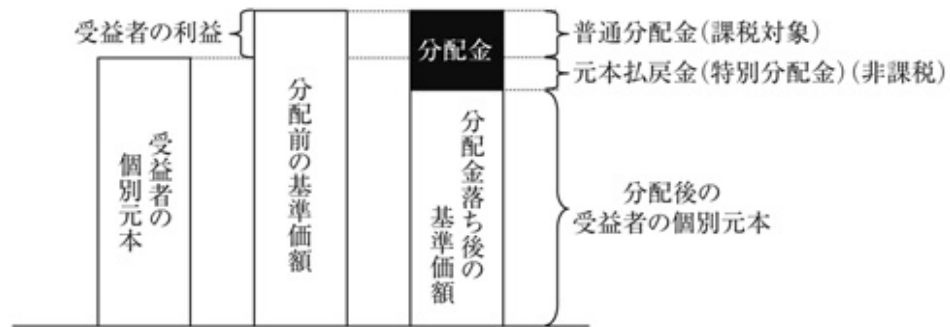 受益者の利益
分配金
普通分配金(課税対象)
元本払戻金(特別分配金)(非課税)
受益者の
個別元本
分配前の基準価額
分配金落ち後の
基準価額
分配後の
受益者の個別元本